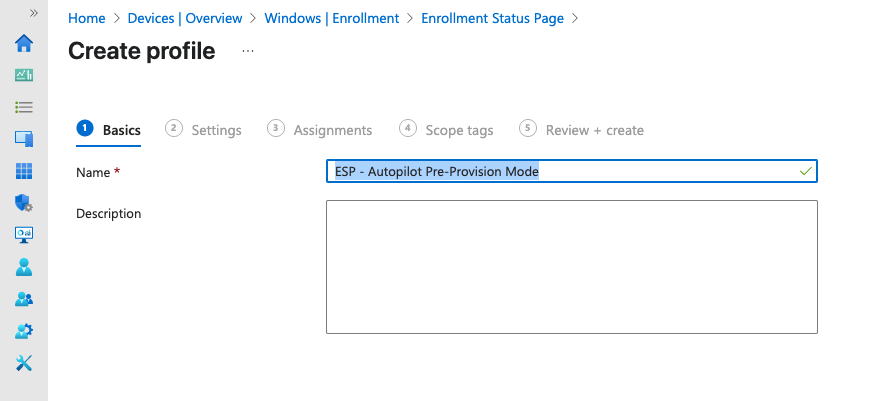 Home > Devices | Overview > Windows | Enrollment > Enrollment Status Page >
Create profile ...
1 Basics 2 Settings 3 Assignments 4 Scope tags 5 Review + create
Name * ESP - Autopilot Pre-Provision Mode
Description